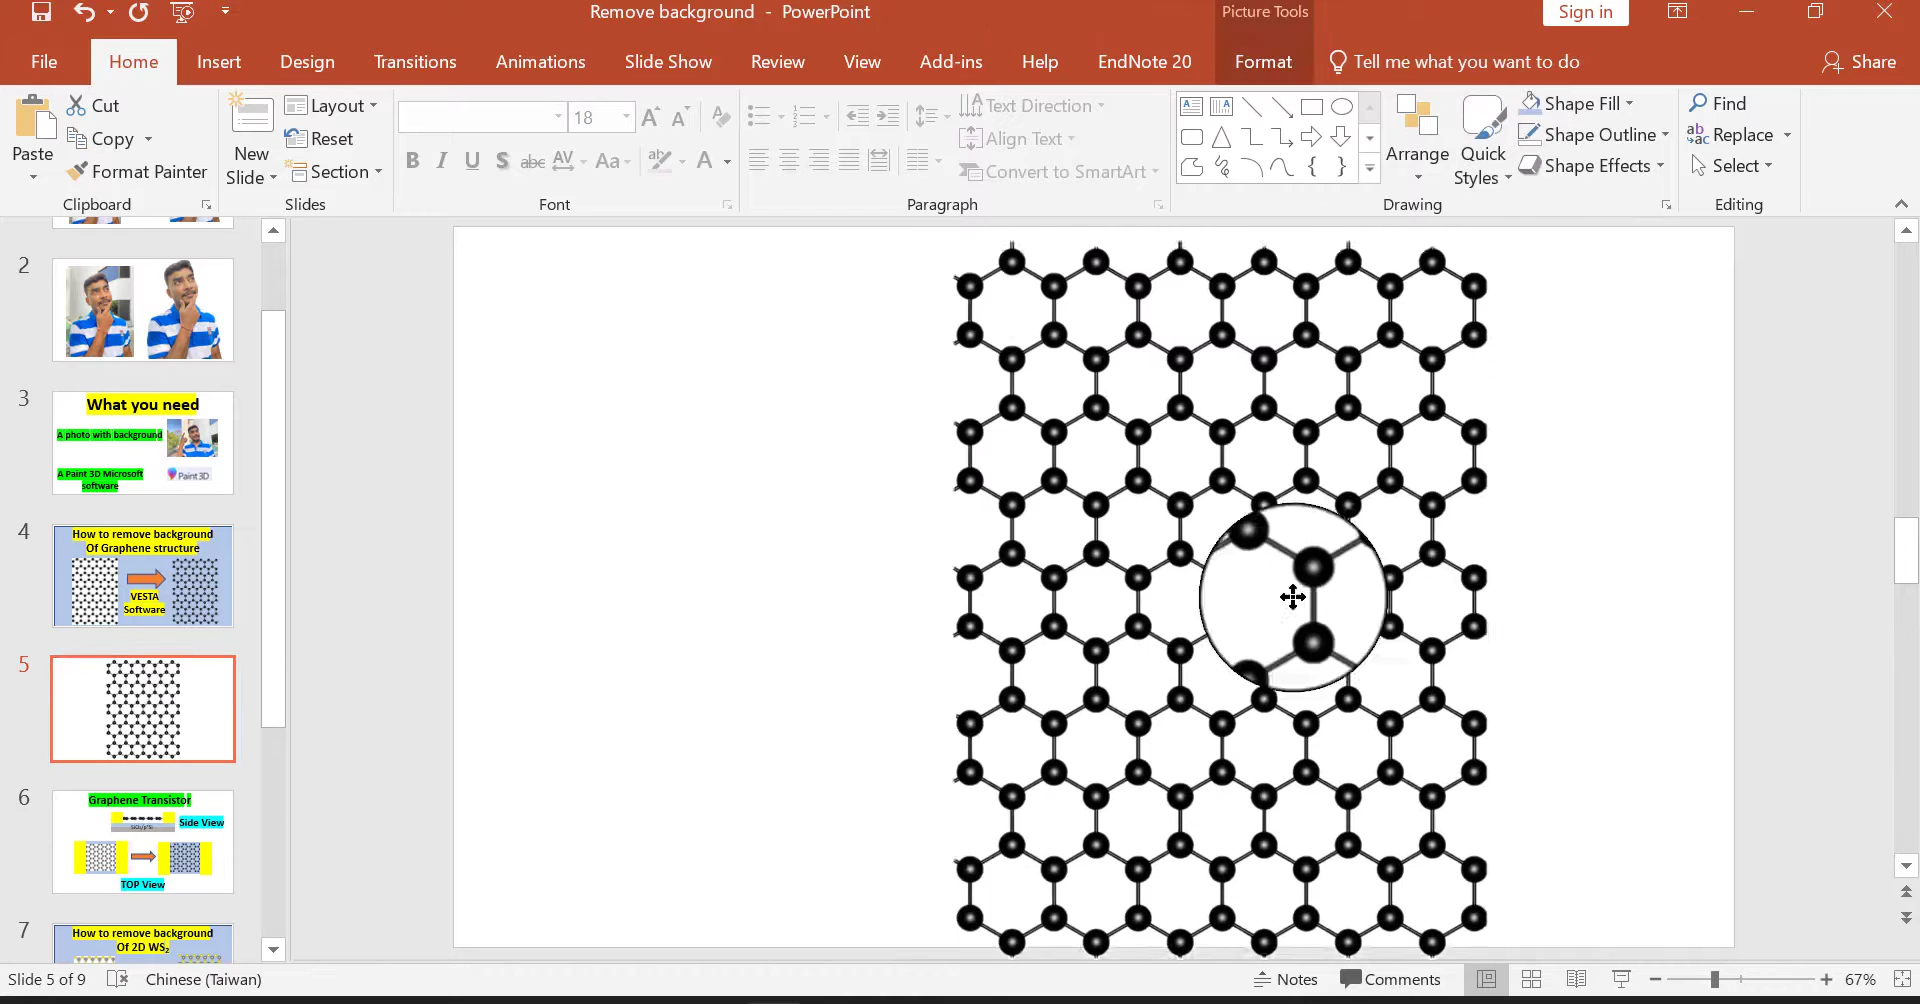 Remove background - PowerPoint
Picture Tools
Sign in
File Home Insert Design Transitions Animations Slide Show Review View Add-ins Help EndNote 20 Format Tell me what you want to do Share
Paste
Cut
Copy
Format Painter
Clipboard
New
Slide
Layout
Reset
Section
Slides
18
B I U S abc AV Aa A
Font
Text Direction
Align Text
Convert to SmartArt
Paragraph
Arrange
Quick
Styles
Shape Fill
Shape Outline
Shape Effects
Drawing
Find
Replace
Select
Editing
2
3
What you need
A photo with background
A Paint 3D Microsoft
software
Paint 3D
4
How to remove background
Of Graphene structure
VESTA
Software
5
6
Graphene Transistor
Side View
TOP View
7
How to remove background
Of 2D WS₂
Slide 5 of 9
Chinese (Taiwan)
Notes
Comments
67%